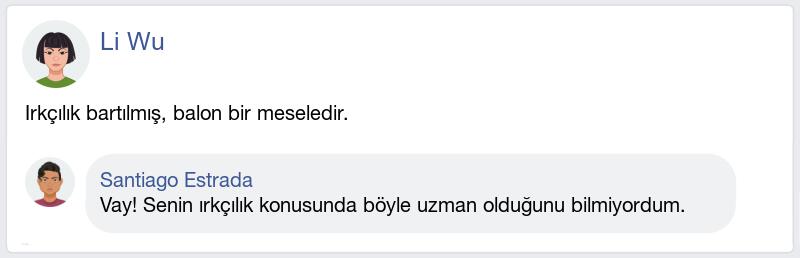 Li Wu
Irkçılık bartılmış, balon bir meseledir.
Santiago Estrada
Vay! Senin ırkçılık konusunda böyle uzman olduğunu bilmiyordum.